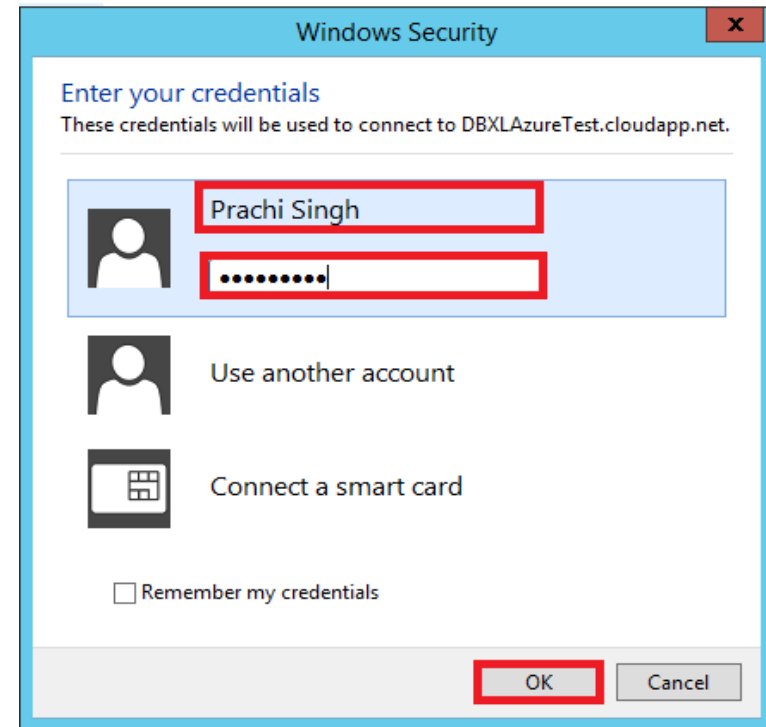 Windows Security
x
Enter your credentials
These credentials will be used to connect to DBXLAzureTest.cloudapp.net.
Prachi Singh
●●●●●●●●●
Use another account
Connect a smart card
Remember my credentials
OK Cancel